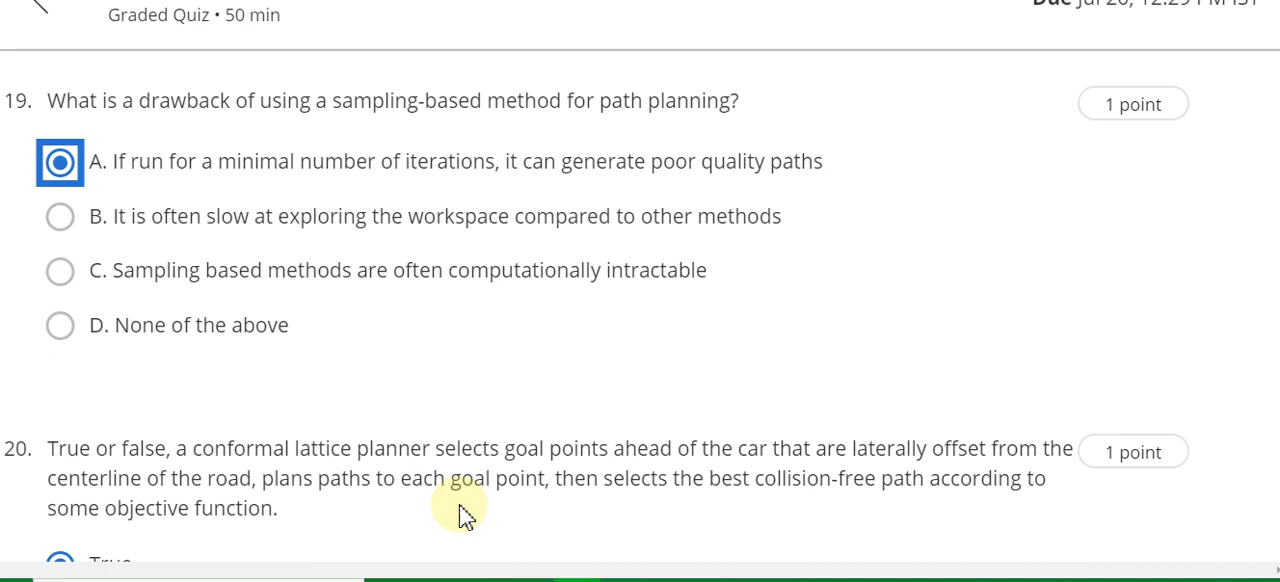 Graded Quiz • 50 min
19. What is a drawback of using a sampling-based method for path planning?
1 point
A. If run for a minimal number of iterations, it can generate poor quality paths
B. It is often slow at exploring the workspace compared to other methods
C. Sampling based methods are often computationally intractable
D. None of the above
20. True or false, a conformal lattice planner selects goal points ahead of the car that are laterally offset from the
1 point
centerline of the road, plans paths to each goal point, then selects the best collision-free path according to
some objective function.
True